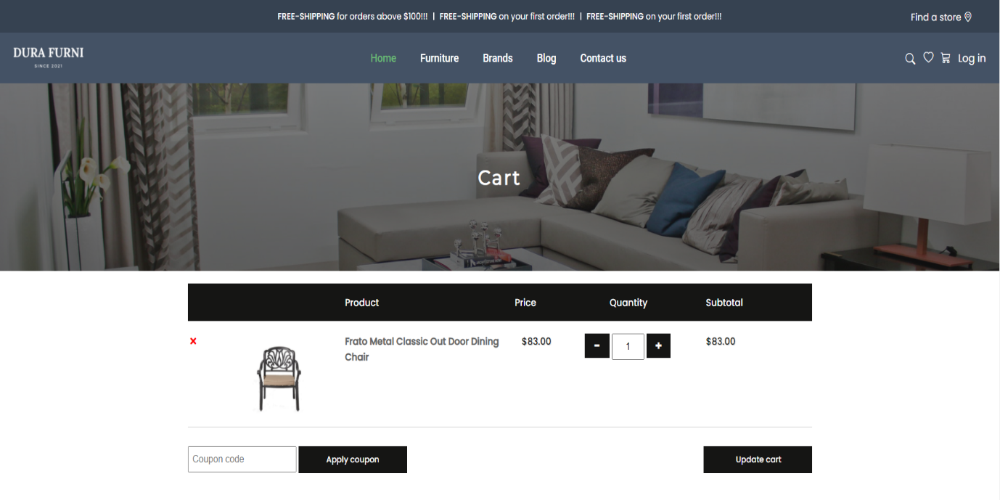 FREE-SHIPPING for orders above $100!!! | FREE-SHIPPING on your first order!!! | FREE-SHIPPING on your first order!!!
Find a store
DURA FURNI
SINCE 2021
Home Furniture Brands Blog Contact us
Log in
Cart
Product Price Quantity Subtotal
× Frato Metal Classic Out Door Dining $83.00 - 1 + $83.00
Chair
Coupon code Apply coupon Update cart